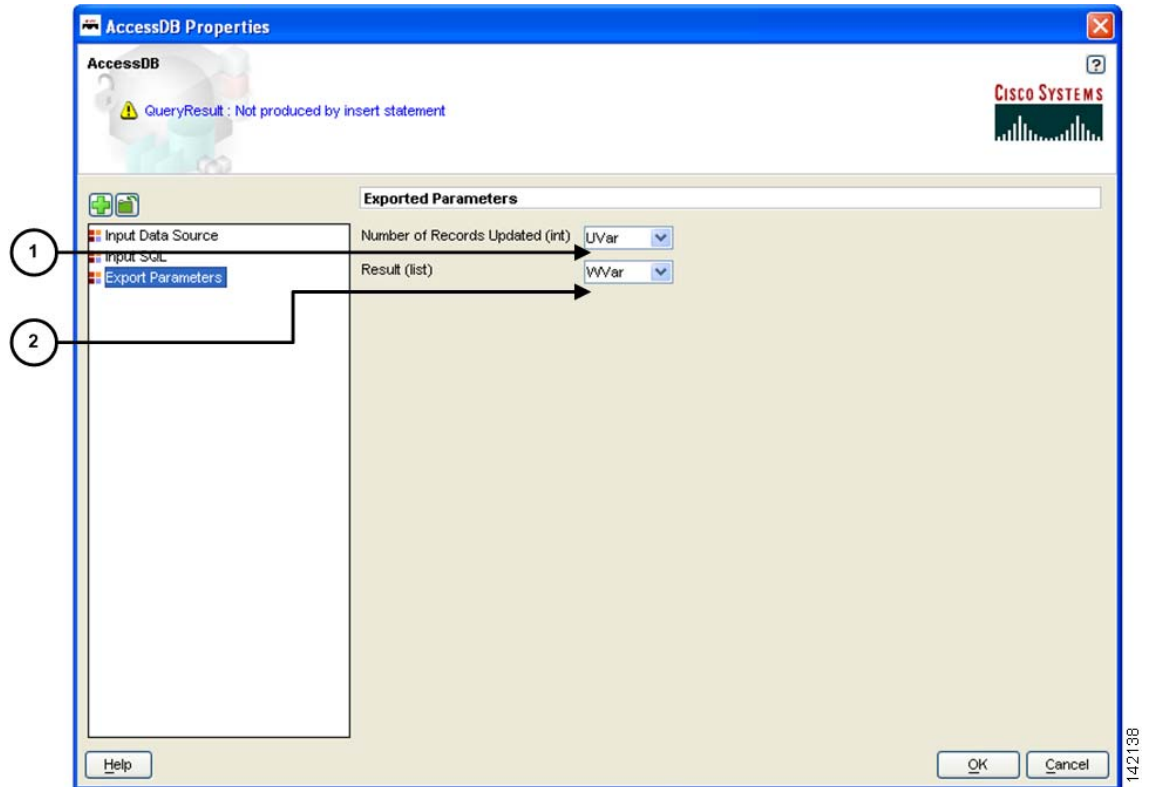 AccessDB Properties
AccessDB
QueryResult : Not produced by insert statement
CISCO SYSTEMS
Exported Parameters
Input Data Source
Input SQL
Export Parameters
Number of Records Updated (int) UVar
Result (list) WVar
1
2
Help
OK
Cancel
142138